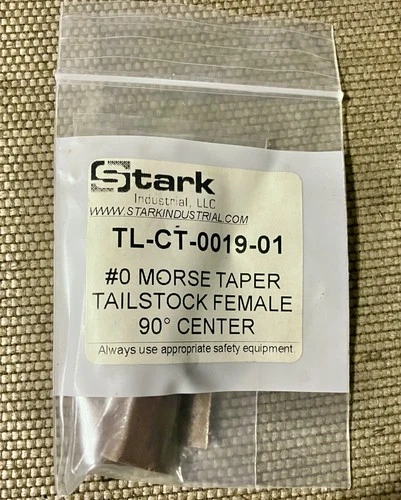 Stark
Industrial, LLC
WWW.STARKINDUSTRIAL.COM
TL-CT-0019-01
#0 MORSE TAPER
TAILSTOCK FEMALE
90° CENTER
Always use appropriate safety equipment